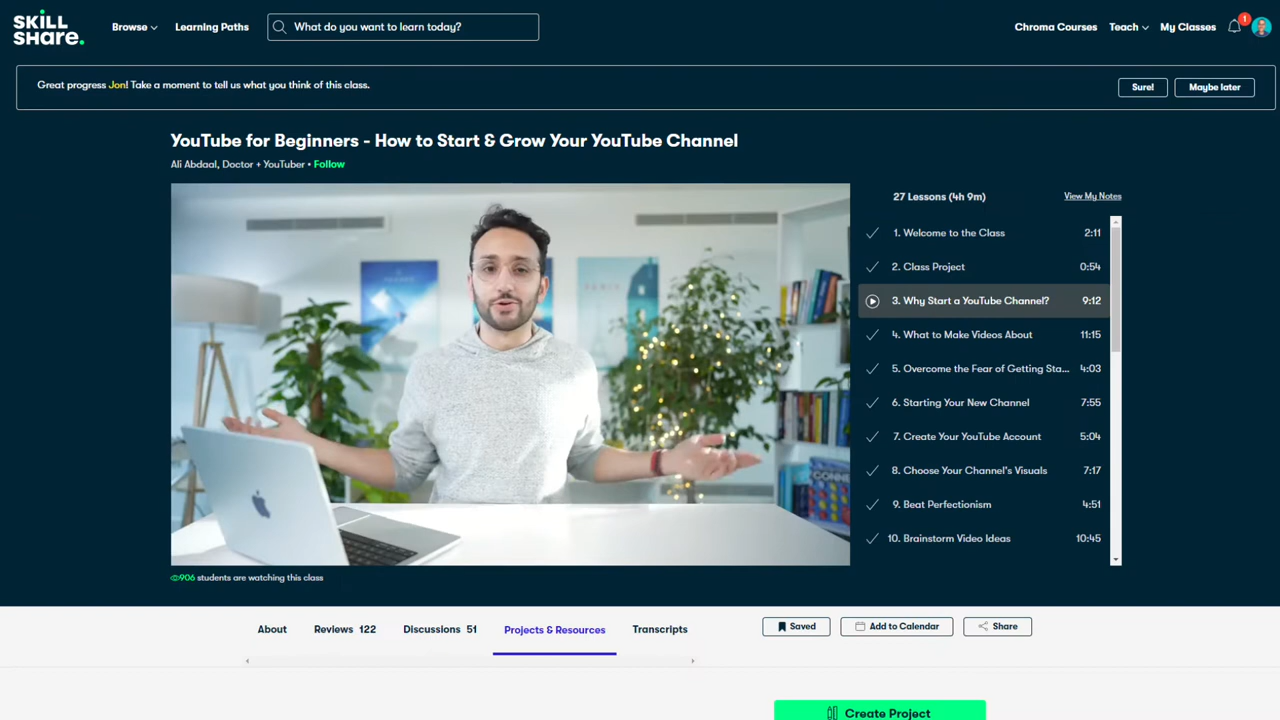 SKILL
SHARE.
Browse
Learning Paths
What do you want to learn today?
Chroma Courses
Teach
My Classes
1
Great progress Jon! Take a moment to tell us what you think of this class.
Sure!
Maybe later
YouTube for Beginners - How to Start & Grow Your YouTube Channel
Ali Abdaal, Doctor + YouTuber • Follow
27 Lessons (4h 9m)
View My Notes
1. Welcome to the Class 2:11
2. Class Project 0:54
3. Why Start a YouTube Channel? 9:12
4. What to Make Videos About 11:15
5. Overcome the Fear of Getting Sta... 4:03
6. Starting Your New Channel 7:55
7. Create Your YouTube Account 5:04
8. Choose Your Channel's Visuals 7:17
9. Beat Perfectionism 4:51
10. Brainstorm Video Ideas 10:45
906 students are watching this class
About
Reviews 122
Discussions 51
Projects & Resources
Transcripts
Saved
Add to Calendar
Share
Create Project